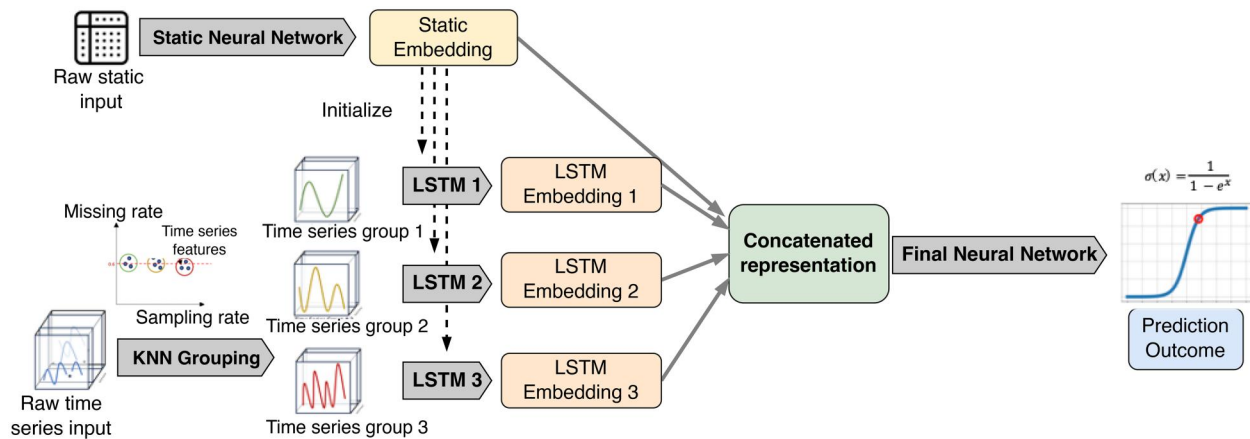 Raw static
input
Static Neural Network
Static
Embedding
Initialize
Missing rate
Time series
features
Sampling rate
Raw time
series input
KNN Grouping
Time series group 1
Time series group 2
Time series group 3
LSTM 1
LSTM
Embedding 1
LSTM 2
LSTM
Embedding 2
LSTM 3
LSTM
Embedding 3
Concatenated
representation
Final Neural Network
σ(x) = 1 / 1 − eˣ
Prediction
Outcome